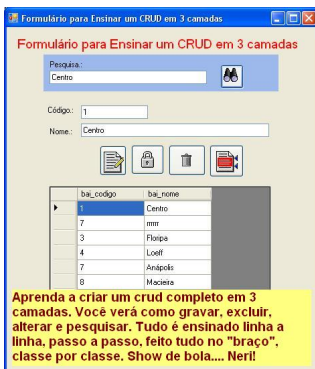 Formulário para Ensinar um CRUD em 3 camadas
Formulário para Ensinar um CRUD em 3 camadas
Pesquisa.:
Centro
Código.: 1
Nome.: Centro
bai_codigo bai_nome
1 Centro
7 rrrrrr
3 Floripa
4 Loeff
7 Anápolis
8 Macieira
Aprenda a criar um crud completo em 3
camadas. Você verá como gravar, excluir,
alterar e pesquisar. Tudo é ensinado linha a
linha, passo a passo, feito tudo no "braço",
classe por classe. Show de bola.... Neri!